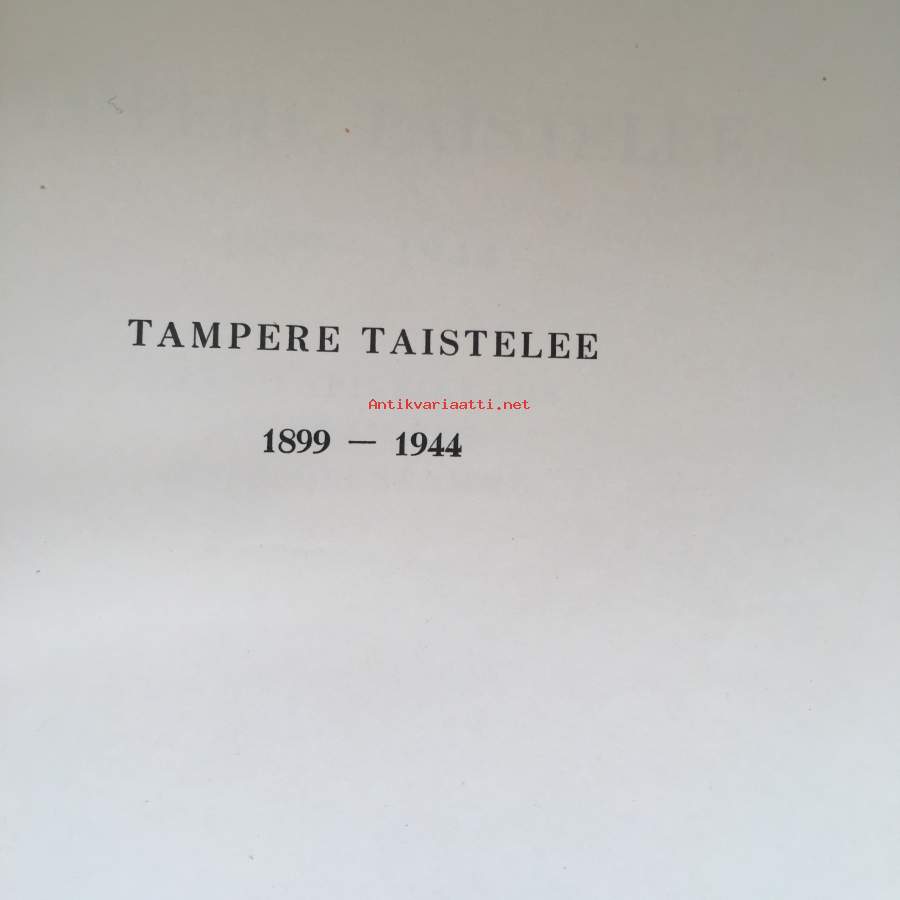 TAMPERE TAISTELEE
Antikvariaatti.net
1899 — 1944